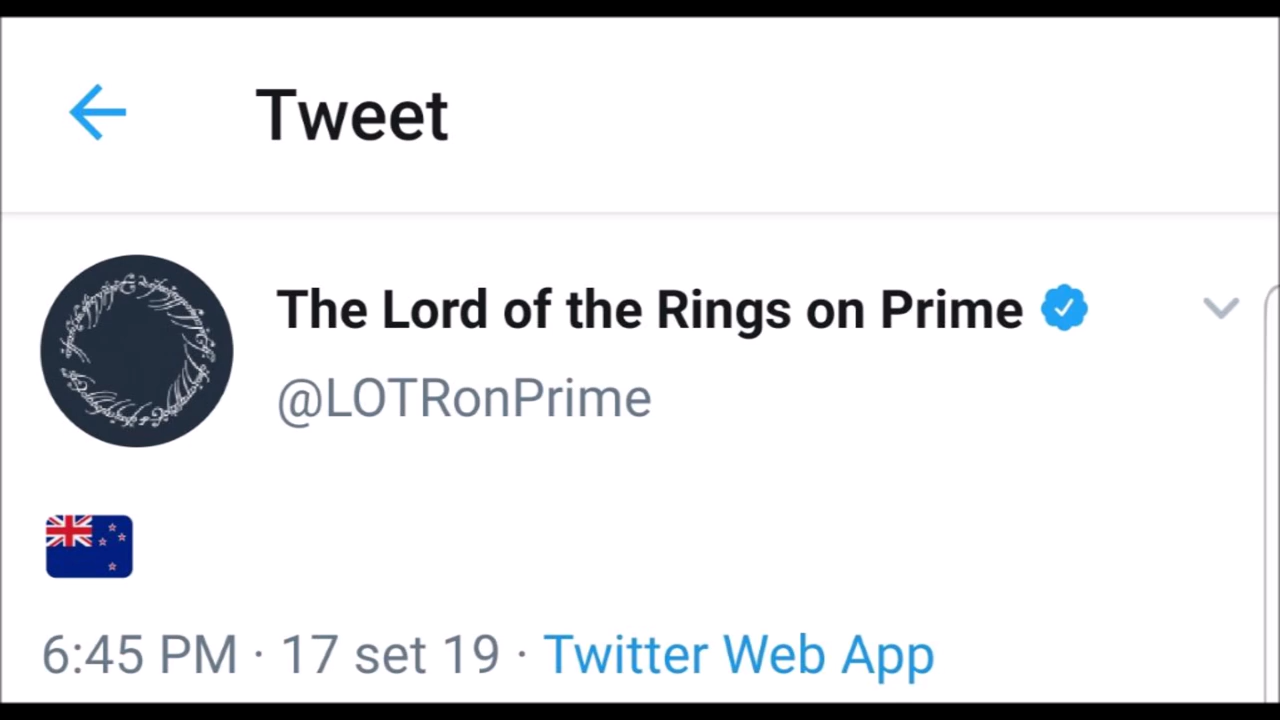 Tweet
The Lord of the Rings on Prime
@LOTRonPrime
6:45 PM · 17 set 19 · Twitter Web App